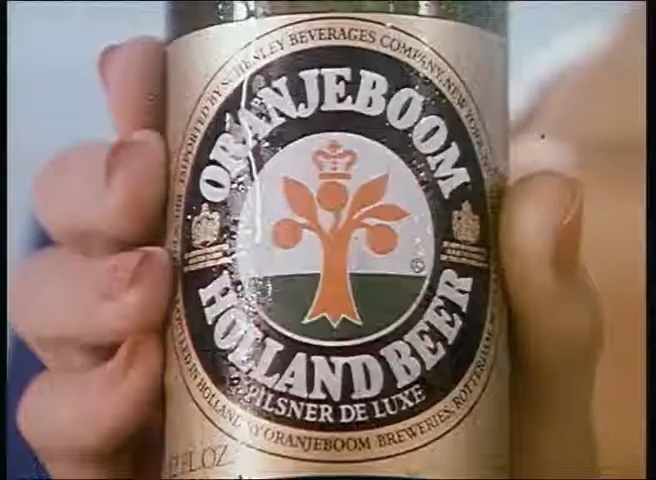 IMPORTED BY SCHENLEY BEVERAGES COMPANY, NEW YORK
ORANJEBOOM
HOLLAND BEER
PILSNER DE LUXE
IN HOLLAND BY ORANJEBOOM BREWERIES, ROTTERDAM
FL. OZ
©